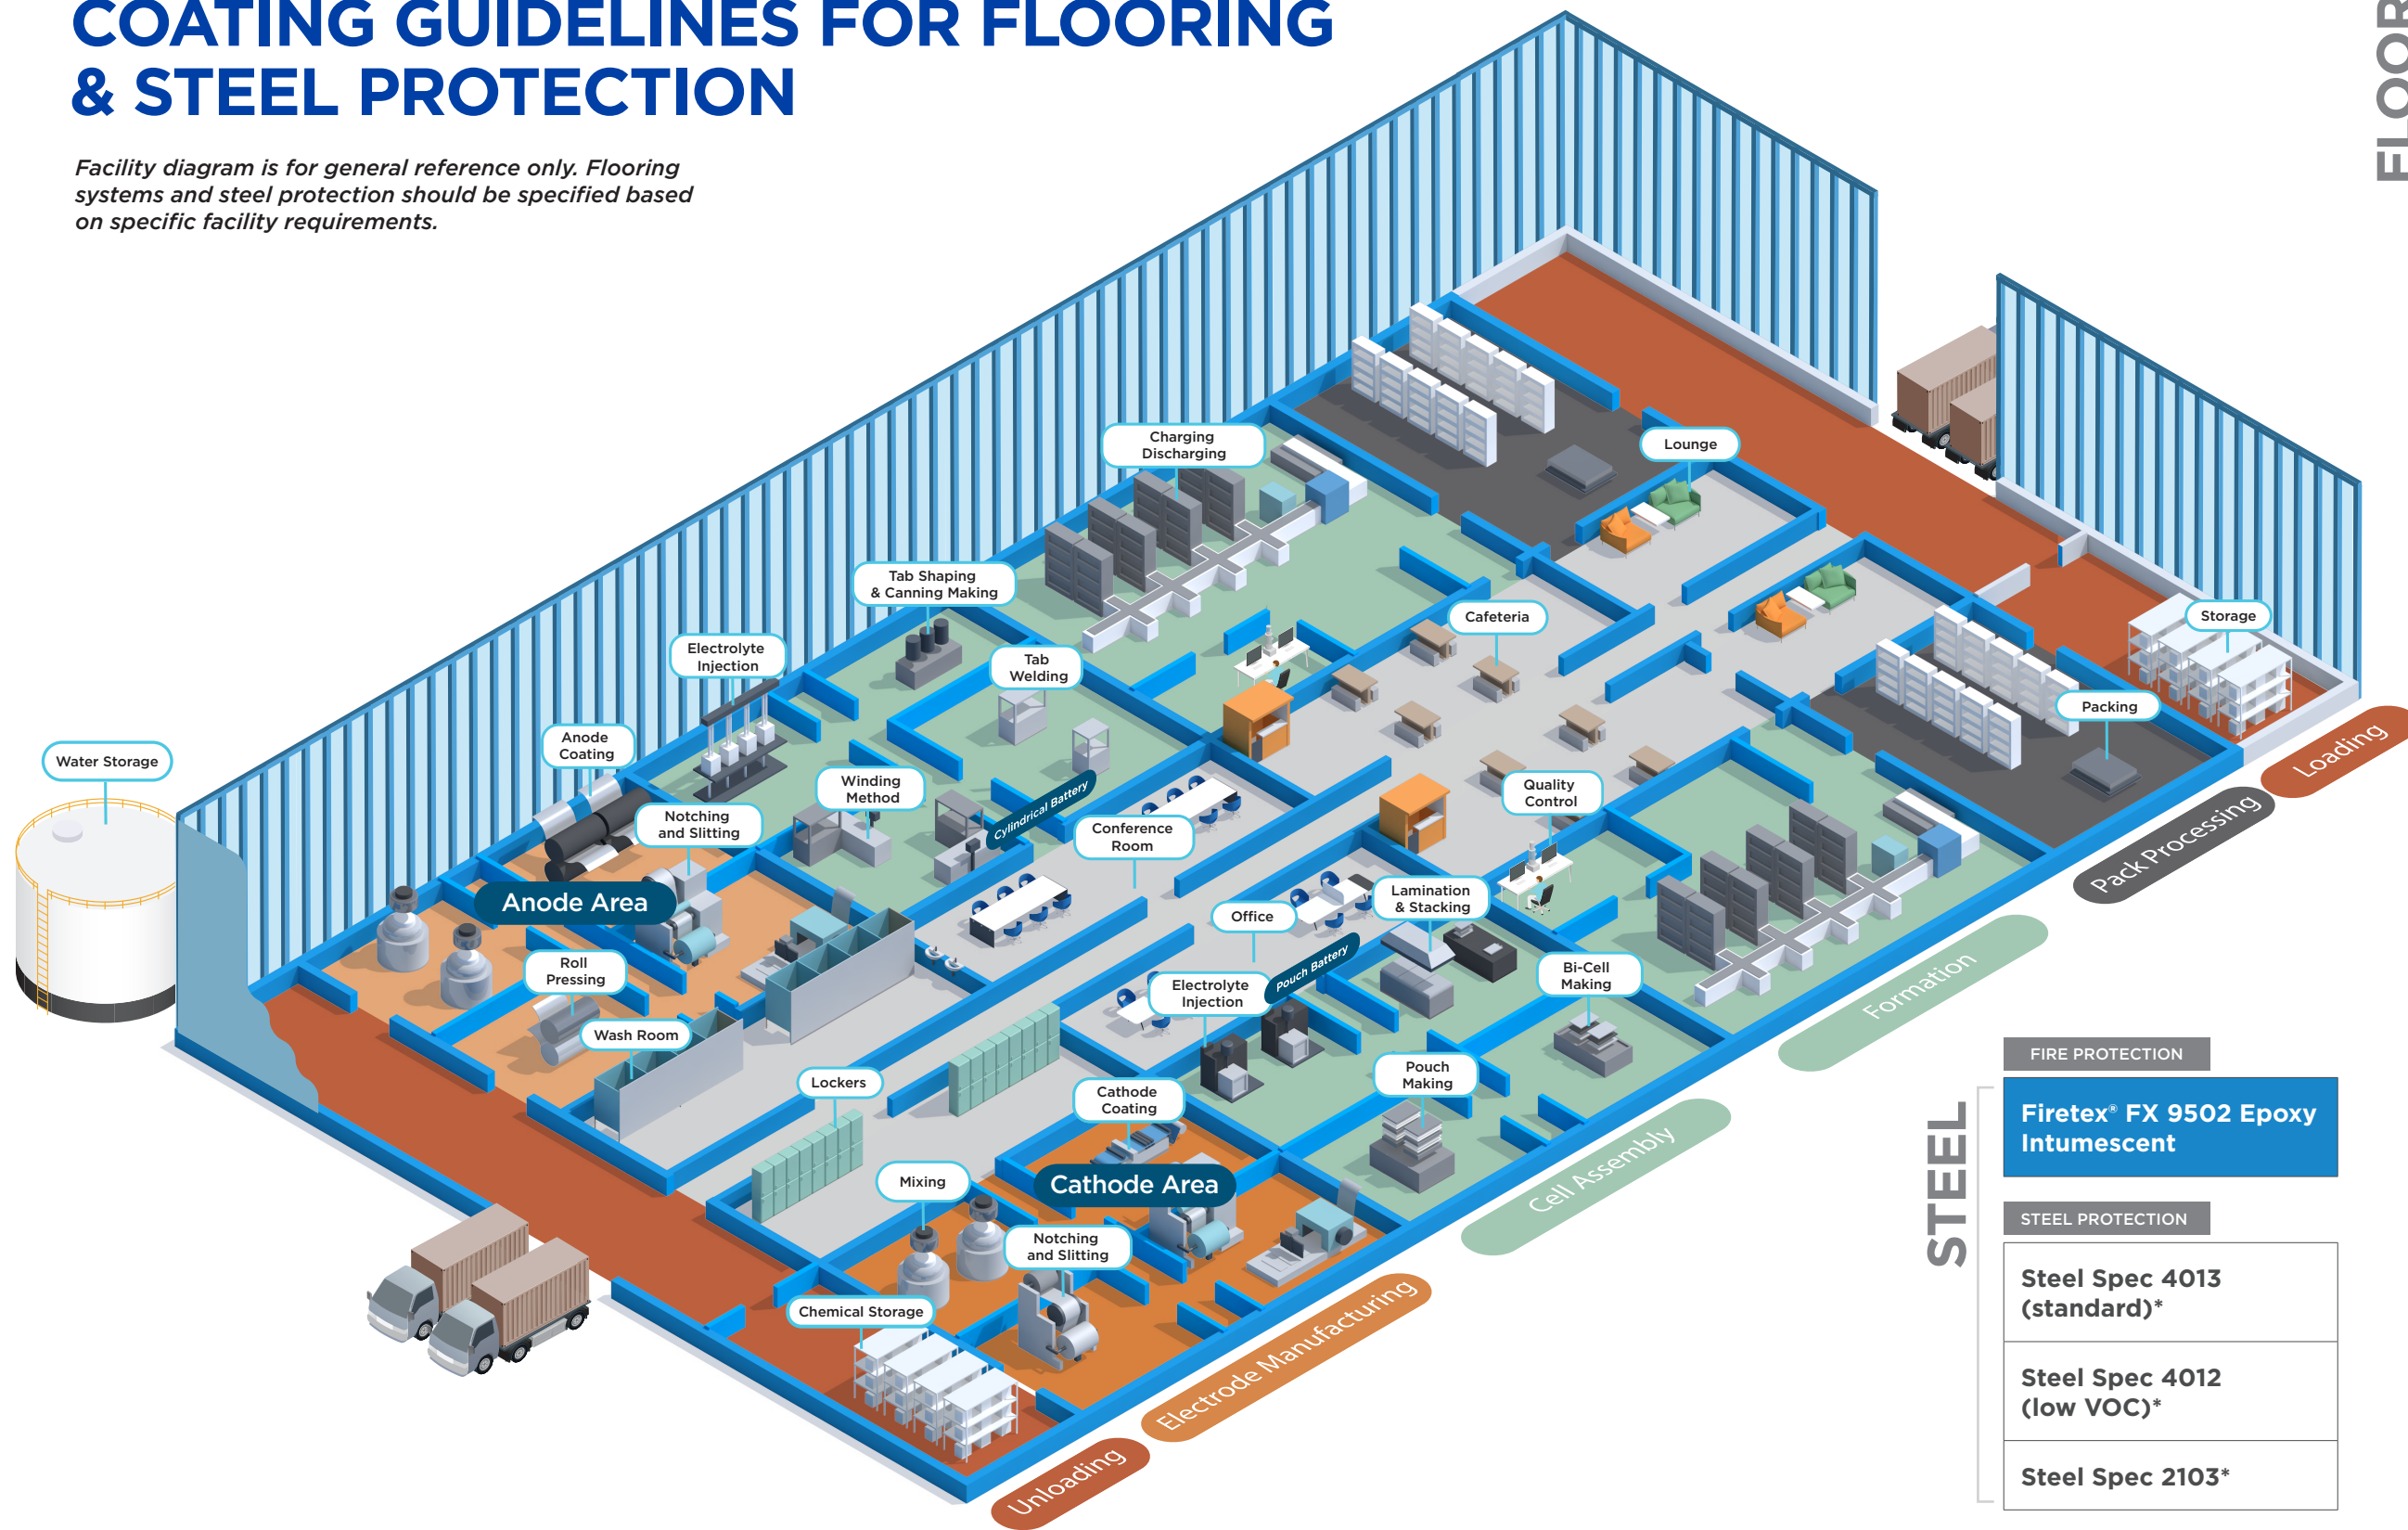 COATING GUIDELINES FOR FLOORING
& STEEL PROTECTION
Facility diagram is for general reference only. Flooring
systems and steel protection should be specified based
on specific facility requirements.
FLOOR
Charging
Discharging
Lounge
Tab Shaping
& Canning Making
Cafeteria
Storage
Electrolyte
Injection
Tab
Welding
Packing
Anode
Coating
Water Storage
Winding
Method
Quality
Control
Loading
Notching
and Slitting
Cylindrical Battery
Conference
Room
Pack Processing
Anode Area
Lamination
& Stacking
Office
Roll
Pressing
Pouch Battery
Bi-Cell
Making
Electrolyte
Injection
Formation
Wash Room
Lockers
Pouch
Making
Cathode
Coating
Mixing
Cathode Area
Cell Assembly
Notching
and Slitting
Chemical Storage
Electrode Manufacturing
Unloading
STEEL
FIRE PROTECTION
Firetex® FX 9502 Epoxy
Intumescent
STEEL PROTECTION
Steel Spec 4013
(standard)*
Steel Spec 4012
(low VOC)*
Steel Spec 2103*